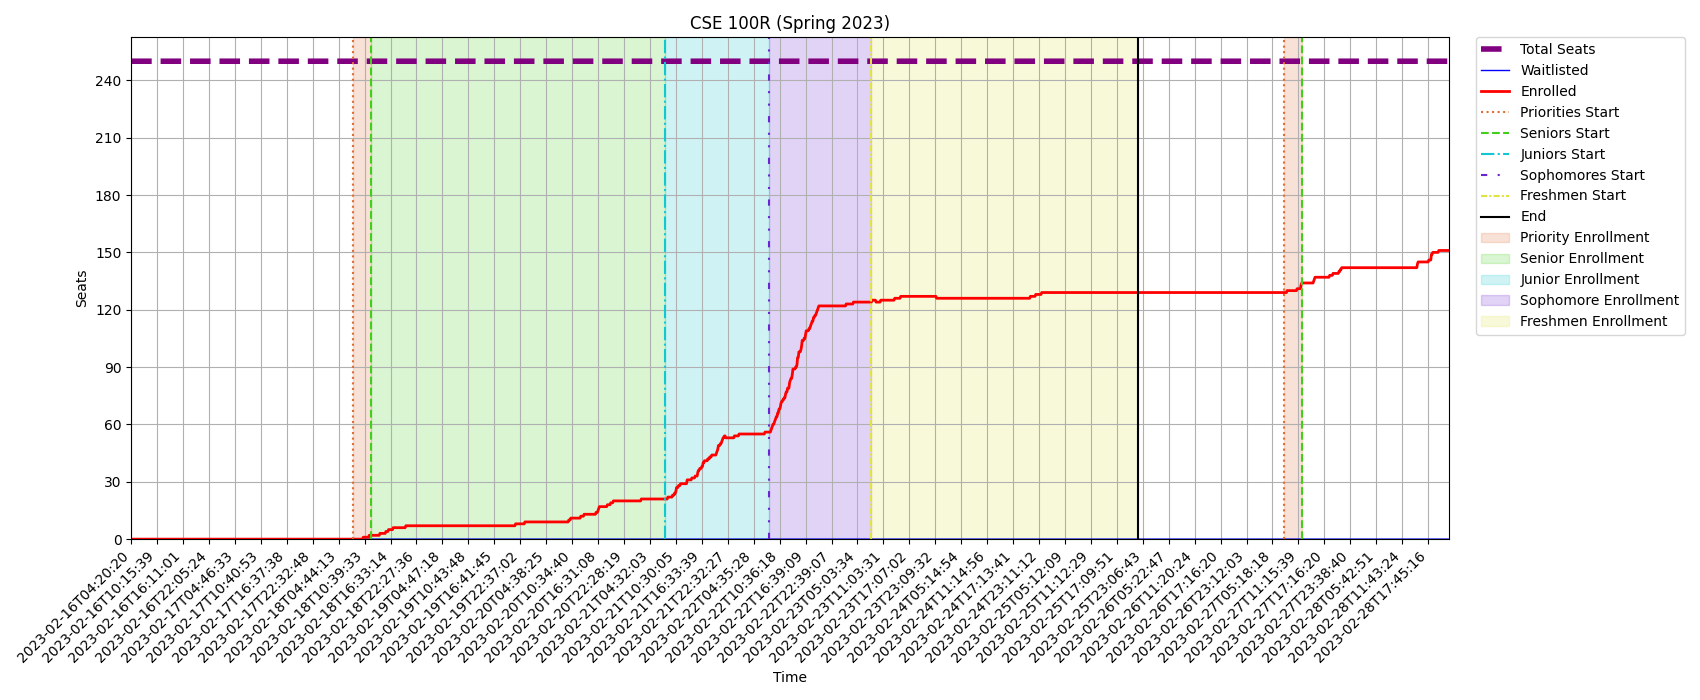 CSE 100R (Spring 2023)
Seats
240
210
180
150
120
90
60
30
0
2023-02-16T04:20:20
2023-02-16T10:15:39
2023-02-16T16:11:01
2023-02-16T22:05:24
2023-02-17T04:46:33
2023-02-17T10:40:53
2023-02-17T16:37:38
2023-02-17T22:32:48
2023-02-18T04:44:13
2023-02-18T10:39:33
2023-02-18T16:33:14
2023-02-18T22:27:36
2023-02-19T04:47:18
2023-02-19T10:43:48
2023-02-19T16:41:45
2023-02-19T22:37:02
2023-02-20T04:38:25
2023-02-20T10:34:40
2023-02-20T16:31:08
2023-02-20T22:28:19
2023-02-21T04:32:03
2023-02-21T10:30:05
2023-02-21T16:33:39
2023-02-21T22:32:27
2023-02-22T04:35:28
2023-02-22T10:36:18
2023-02-22T16:39:09
2023-02-22T22:39:07
2023-02-23T05:03:34
2023-02-23T11:03:31
2023-02-23T17:07:02
2023-02-23T23:09:32
2023-02-24T05:14:54
2023-02-24T11:14:56
2023-02-24T17:13:41
2023-02-24T23:11:12
2023-02-25T05:12:09
2023-02-25T11:12:29
2023-02-25T17:09:51
2023-02-25T23:06:43
2023-02-26T05:22:47
2023-02-26T11:20:24
2023-02-26T17:16:20
2023-02-26T23:12:03
2023-02-27T05:18:18
2023-02-27T11:15:39
2023-02-27T17:16:20
2023-02-27T23:38:40
2023-02-28T05:42:51
2023-02-28T11:43:24
2023-02-28T17:45:16
Time
Total Seats
Waitlisted
Enrolled
Priorities Start
Seniors Start
Juniors Start
Sophomores Start
Freshmen Start
End
Priority Enrollment
Senior Enrollment
Junior Enrollment
Sophomore Enrollment
Freshmen Enrollment